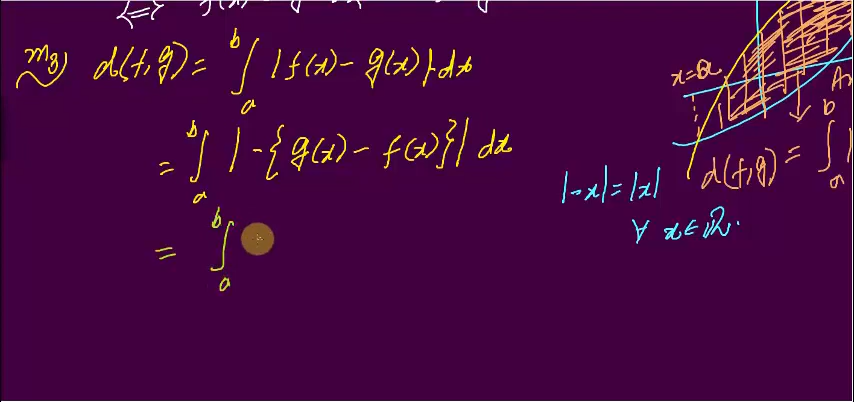 ⟺ f(x) - g
m3) d(f,g) = ∫_a^b |f(x) - g(x)| dx
= ∫_a^b |-{g(x) - f(x)}| dx
= ∫_a^b
|-x| = |x|
∀ x ∈ ℝ.
x=a
d(f,g) = ∫_a^b |